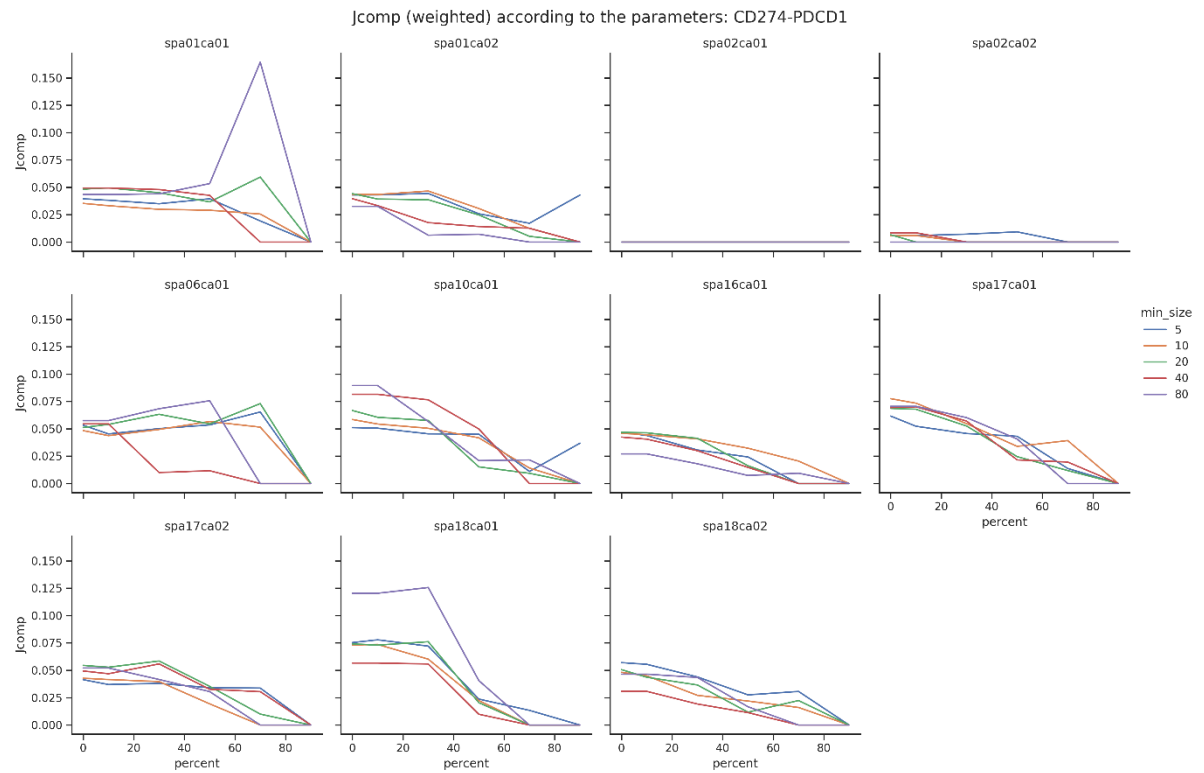 Jcomp (weighted) according to the parameters: CD274-PDCD1
spa01ca01
spa01ca02
spa02ca01
spa02ca02
0.150
0.125
0.100
0.075
0.050
0.025
0.000
Jcomp
spa06ca01
spa10ca01
spa16ca01
spa17ca01
0.150
0.125
0.100
0.075
0.050
0.025
0.000
Jcomp
0 20 40 60 80
percent
min_size
5
10
20
40
80
spa17ca02
spa18ca01
spa18ca02
0.150
0.125
0.100
0.075
0.050
0.025
0.000
Jcomp
0 20 40 60 80
percent
0 20 40 60 80
percent
0 20 40 60 80
percent